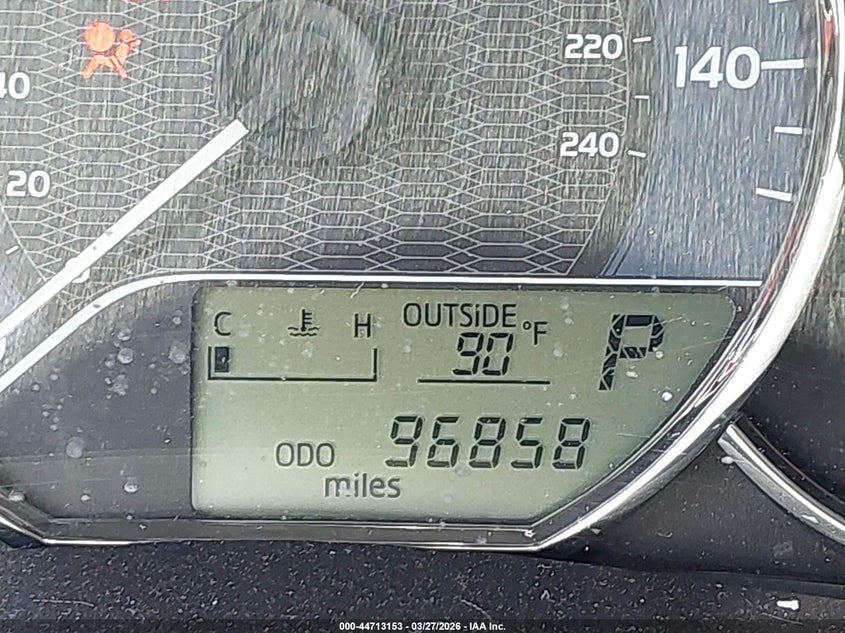 220
140
40
240
20
C H OUTSiDE °F
90
P
ODO 96858
miles
000-44713153 - 03/27/2026 - IAA Inc.